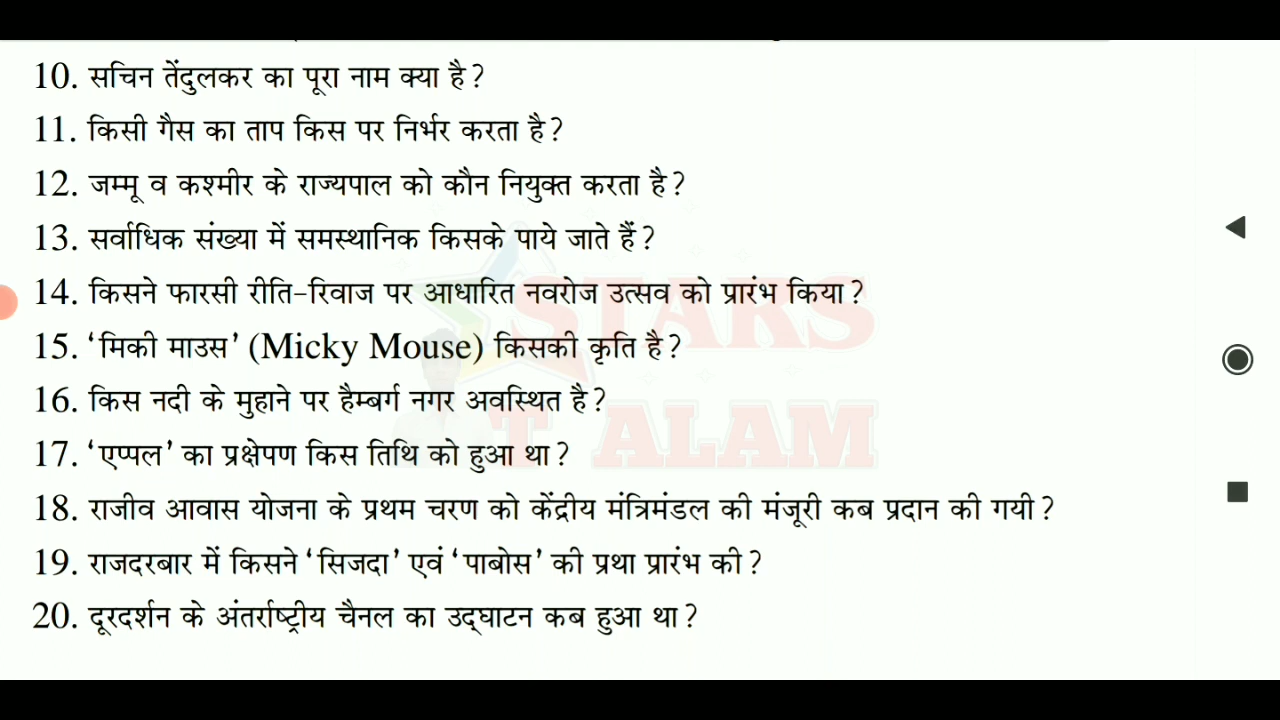 10. सचिन तेंदुलकर का पूरा नाम क्या है?
11. किसी गैस का ताप किस पर निर्भर करता है?
12. जम्मू व कश्मीर के राज्यपाल को कौन नियुक्त करता है?
13. सर्वाधिक संख्या में समस्थानिक किसके पाये जाते हैं?
14. किसने फारसी रीति-रिवाज पर आधारित नवरोज उत्सव को प्रारंभ किया?
STARS
15. ‘मिकी माउस’ (Micky Mouse) किसकी कृति है?
16. किस नदी के मुहाने पर हैम्बर्ग नगर अवस्थित है?
T ALAM
17. ‘एप्पल’ का प्रक्षेपण किस तिथि को हुआ था?
18. राजीव आवास योजना के प्रथम चरण को केंद्रीय मंत्रिमंडल की मंजूरी कब प्रदान की गयी?
19. राजदरबार में किसने ‘सिजदा’ एवं ‘पाबोस’ की प्रथा प्रारंभ की?
20. दूरदर्शन के अंतर्राष्ट्रीय चैनल का उद्घाटन कब हुआ था?